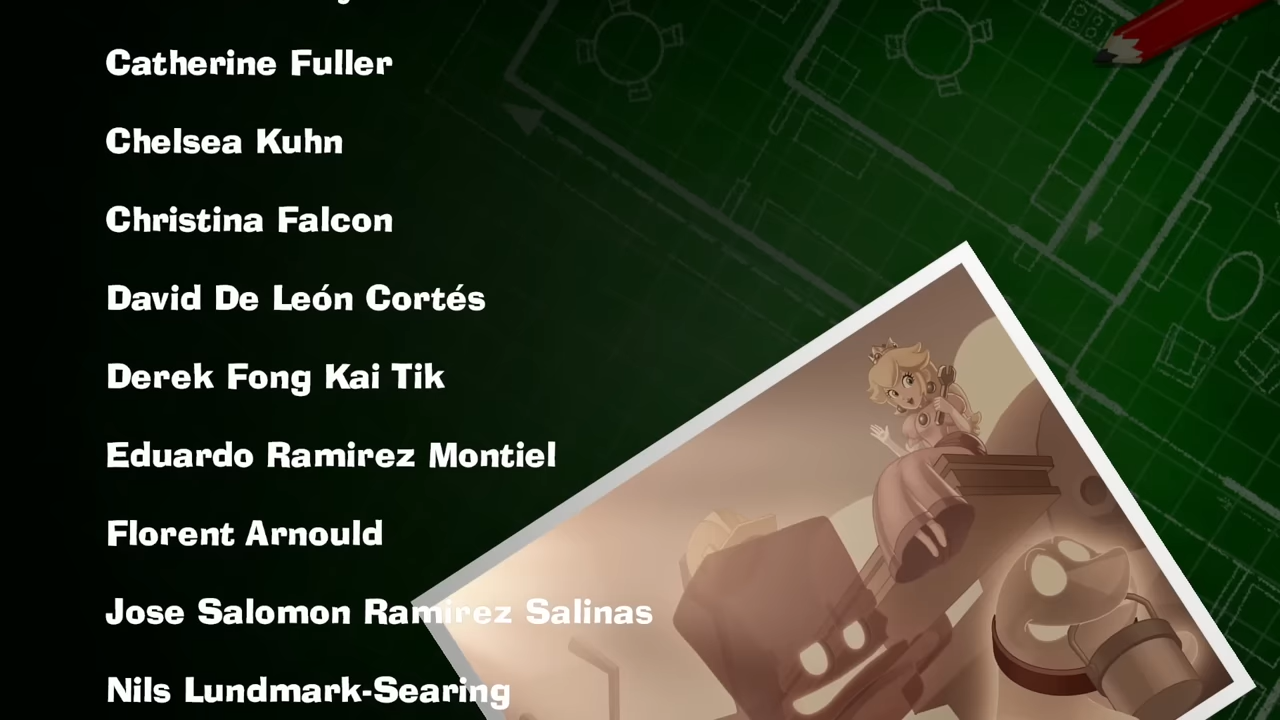 Catherine Fuller
Chelsea Kuhn
Christina Falcon
David De León Cortés
Derek Fong Kai Tik
Eduardo Ramirez Montiel
Florent Arnould
Jose Salomon Ramirez Salinas
Nils Lundmark-Searing